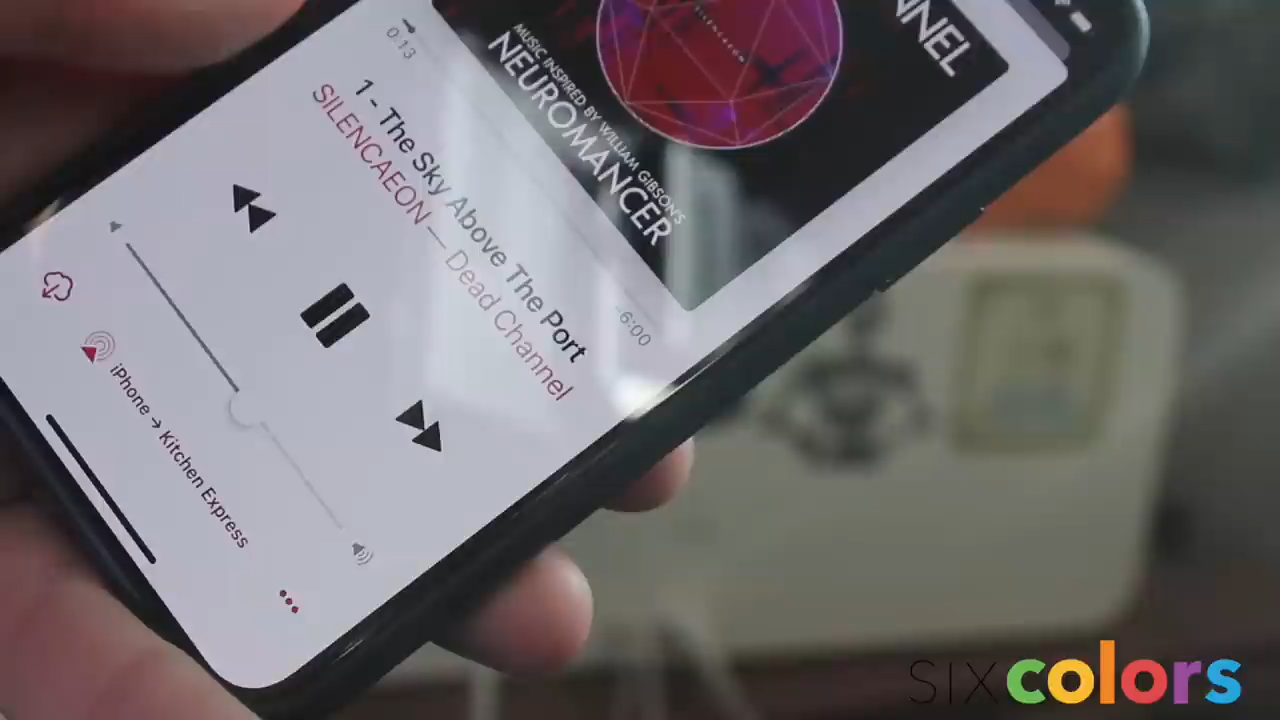 NNEL
SILENCAEON
MUSIC INSPIRED BY WILLIAM GIBSON'S
NEUROMANCER
0:13
-6:00
1 - The Sky Above The Port
SILENCAEON — Dead Channel
iPhone → Kitchen Express
SIXcolors